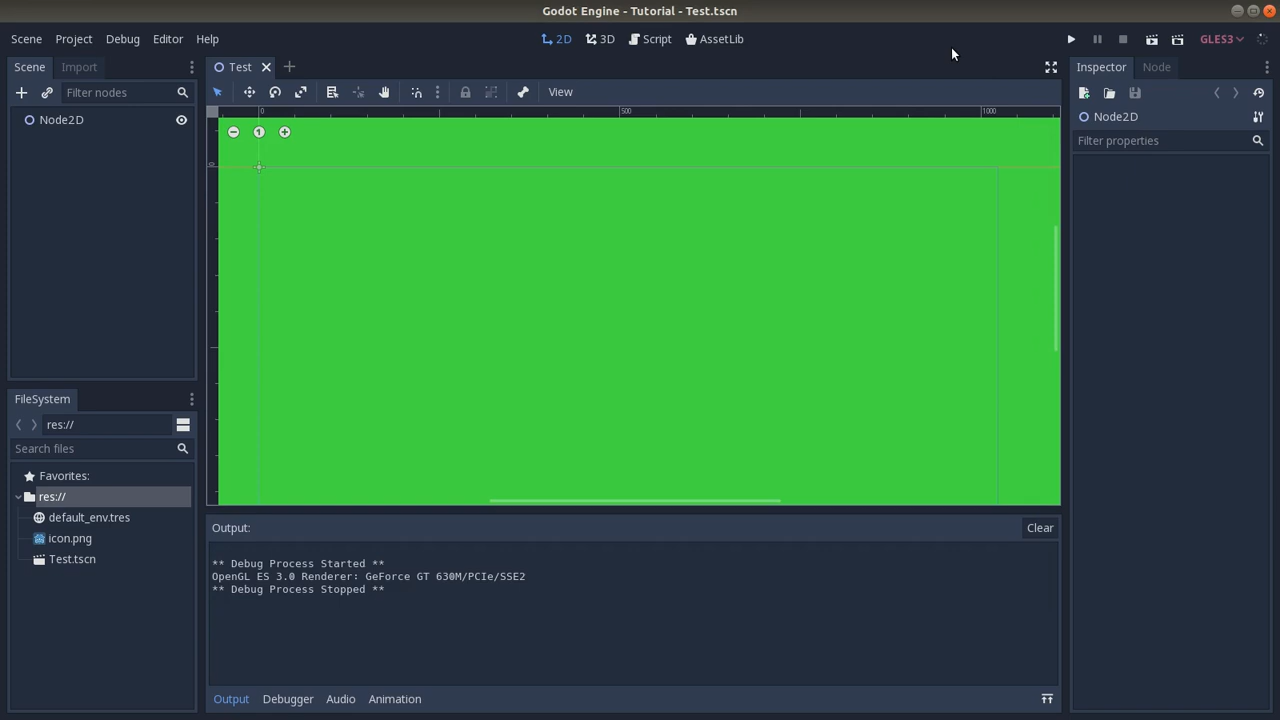 Godot Engine - Tutorial - Test.tscn
Scene Project Debug Editor Help
2D 3D Script AssetLib
GLES3
Scene Import
Test
Inspector Node
Filter nodes
View
Node2D
Node2D
Filter properties
0 500 1000
1
0
FileSystem
res://
Search files
Favorites:
res://
default_env.tres
icon.png
Test.tscn
Output:
Clear
** Debug Process Started **
OpenGL ES 3.0 Renderer: GeForce GT 630M/PCIe/SSE2
** Debug Process Stopped **
Output Debugger Audio Animation